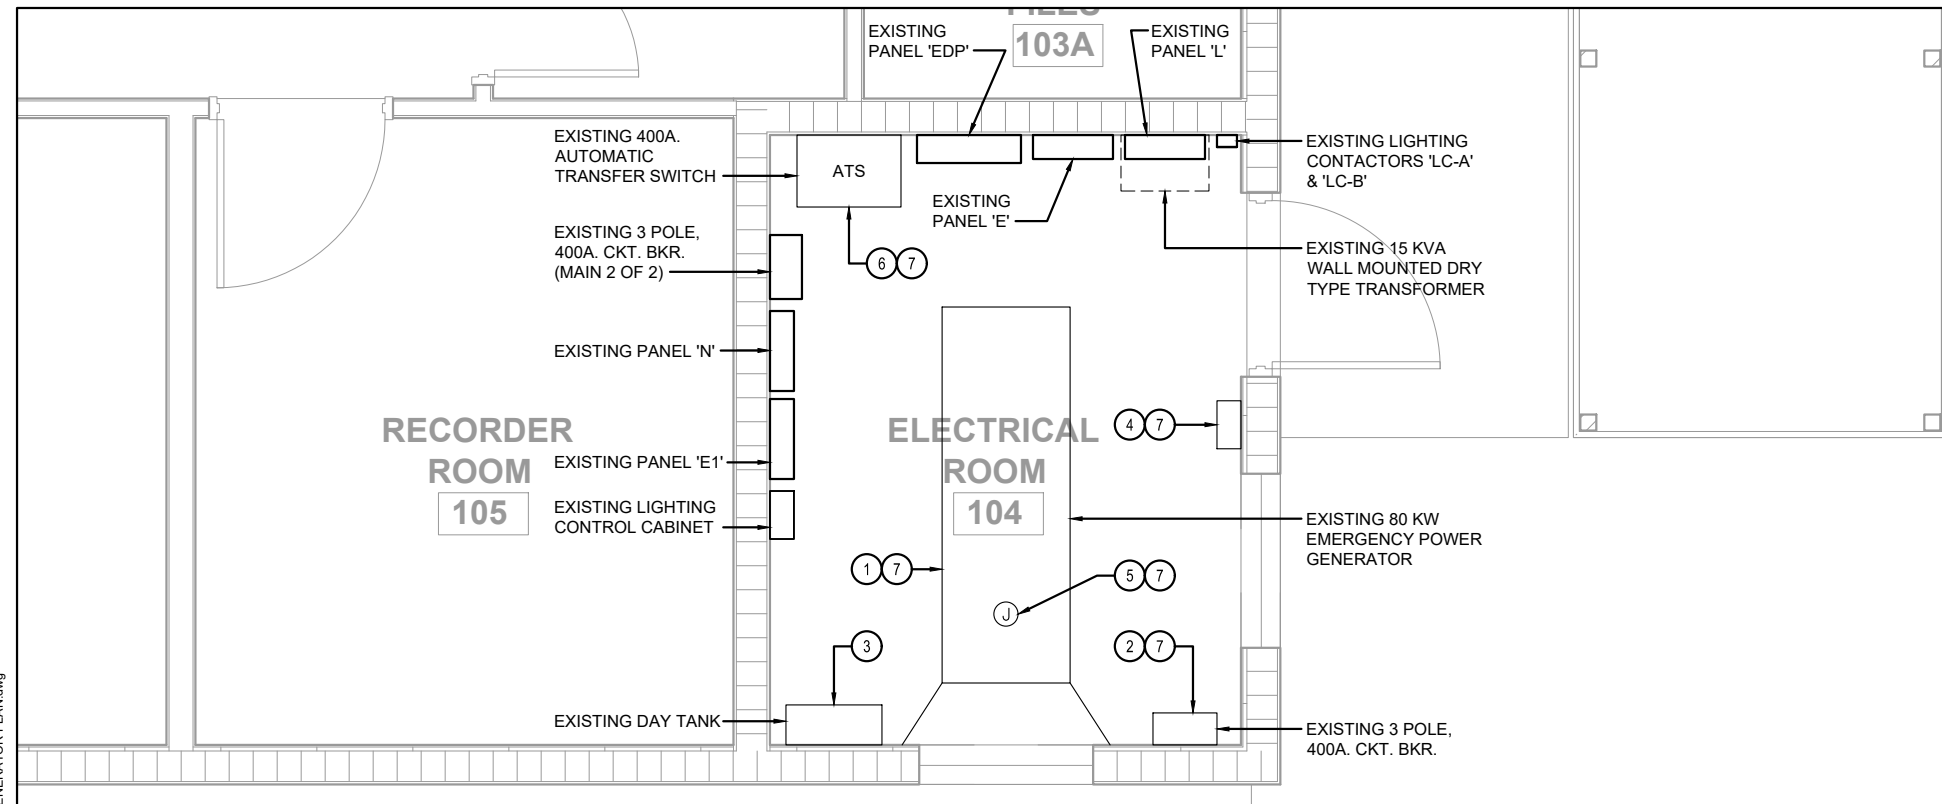 103A
EXISTING
PANEL 'EDP'
EXISTING
PANEL 'L'
EXISTING 400A.
AUTOMATIC
TRANSFER SWITCH
ATS
EXISTING LIGHTING
CONTACTORS 'LC-A'
& 'LC-B'
EXISTING
PANEL 'E'
EXISTING 3 POLE,
400A. CKT. BKR.
(MAIN 2 OF 2)
6 7
EXISTING 15 KVA
WALL MOUNTED DRY
TYPE TRANSFORMER
EXISTING PANEL 'N'
RECORDER
ROOM
105
ELECTRICAL
ROOM
104
4 7
EXISTING PANEL 'E1'
EXISTING LIGHTING
CONTROL CABINET
EXISTING 80 KW
EMERGENCY POWER
GENERATOR
1 7
5 7
J
3
2 7
EXISTING DAY TANK
EXISTING 3 POLE,
400A. CKT. BKR.